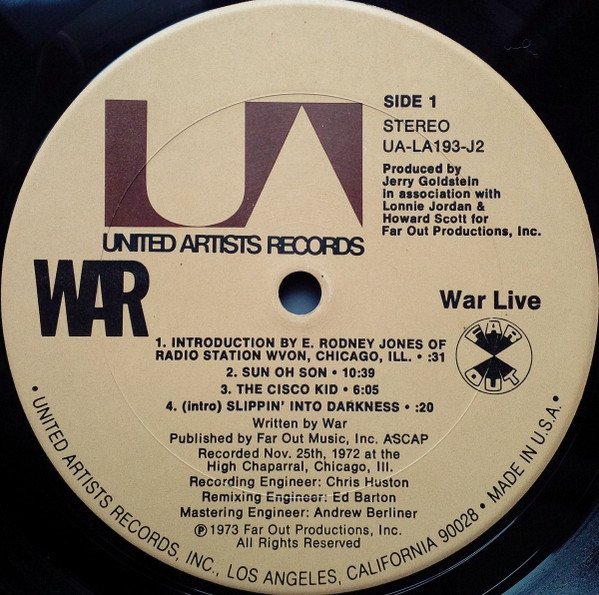 UA
UNITED ARTISTS RECORDS
SIDE 1
STEREO
UA-LA193-J2
Produced by
Jerry Goldstein
in association with
Lonnie Jordan &
Howard Scott for
Far Out Productions, Inc.
WAR
War Live
FAR
OUT
1. INTRODUCTION BY E. RODNEY JONES OF
RADIO STATION WVON, CHICAGO, ILL. • :31
2. SUN OH SON • 10:39
3. THE CISCO KID • 6:05
4. (intro) SLIPPIN' INTO DARKNESS • :20
Written by War
Published by Far Out Music, Inc. ASCAP
Recorded Nov. 25th, 1972 at the
High Chaparral, Chicago, Ill.
Recording Engineer: Chris Huston
Remixing Engineer: Ed Barton
Mastering Engineer: Andrew Berliner
℗ 1973 Far Out Productions, Inc.
All Rights Reserved
• UNITED ARTISTS RECORDS, INC., LOS ANGELES, CALIFORNIA 90028 • MADE IN U.S.A. •